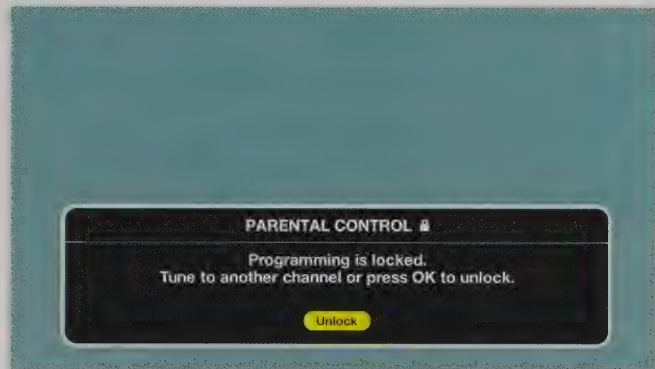 PARENTAL CONTROL
Programming is locked.
Tune to another channel or press OK to unlock.
Unlock